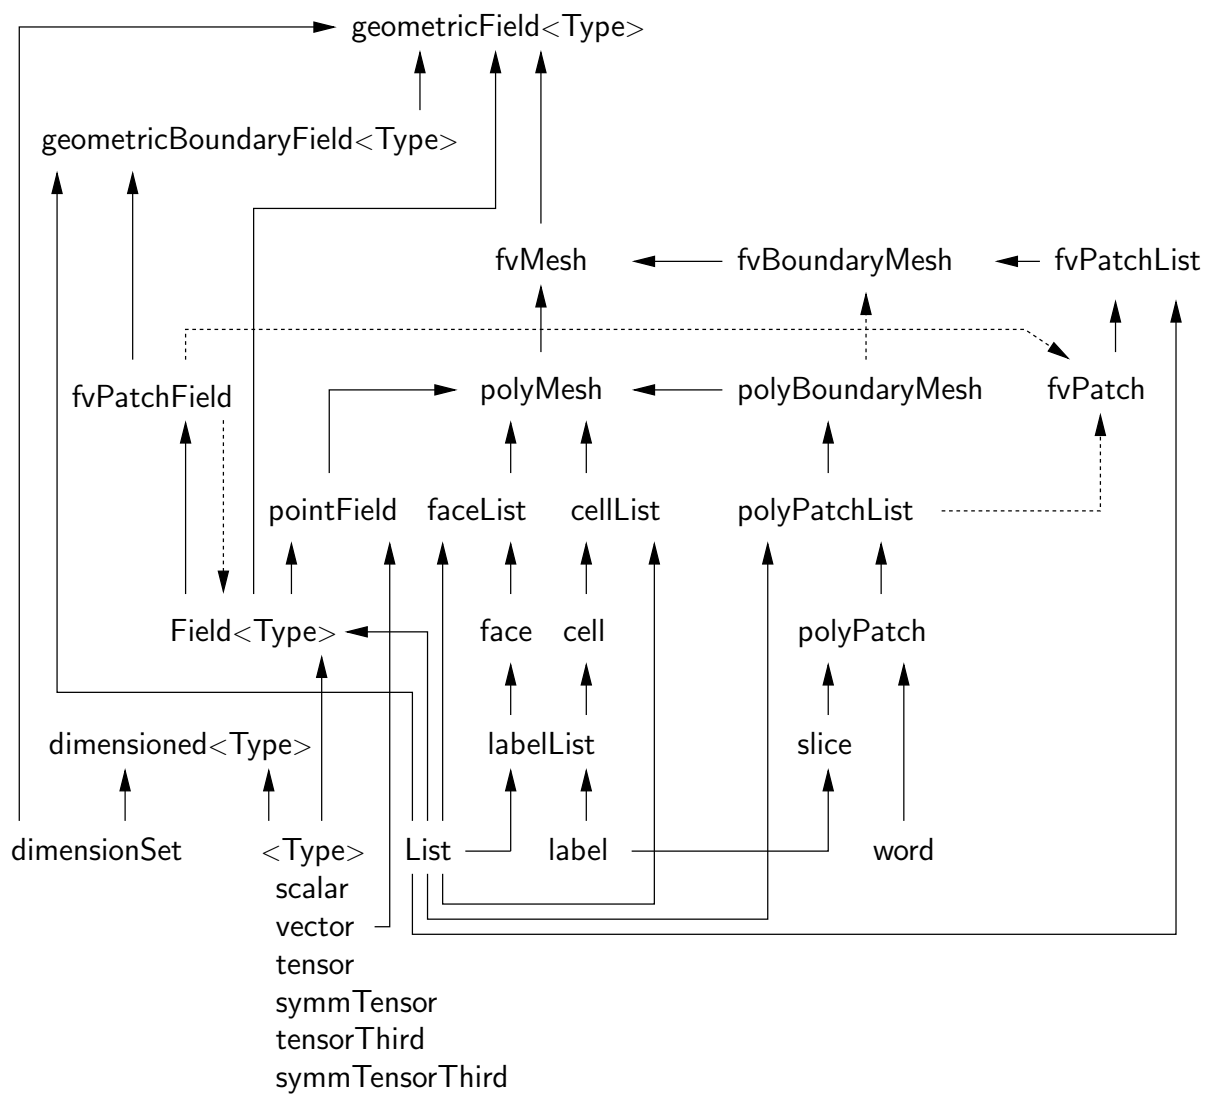 geometricField<Type>
geometricBoundaryField<Type>
fvMesh fvBoundaryMesh fvPatchList
fvPatchField polyMesh polyBoundaryMesh fvPatch
pointField faceList cellList polyPatchList
Field<Type> face cell polyPatch
dimensioned<Type> labelList slice
dimensionSet <Type> List label word
scalar
vector
tensor
symmTensor
tensorThird
symmTensorThird